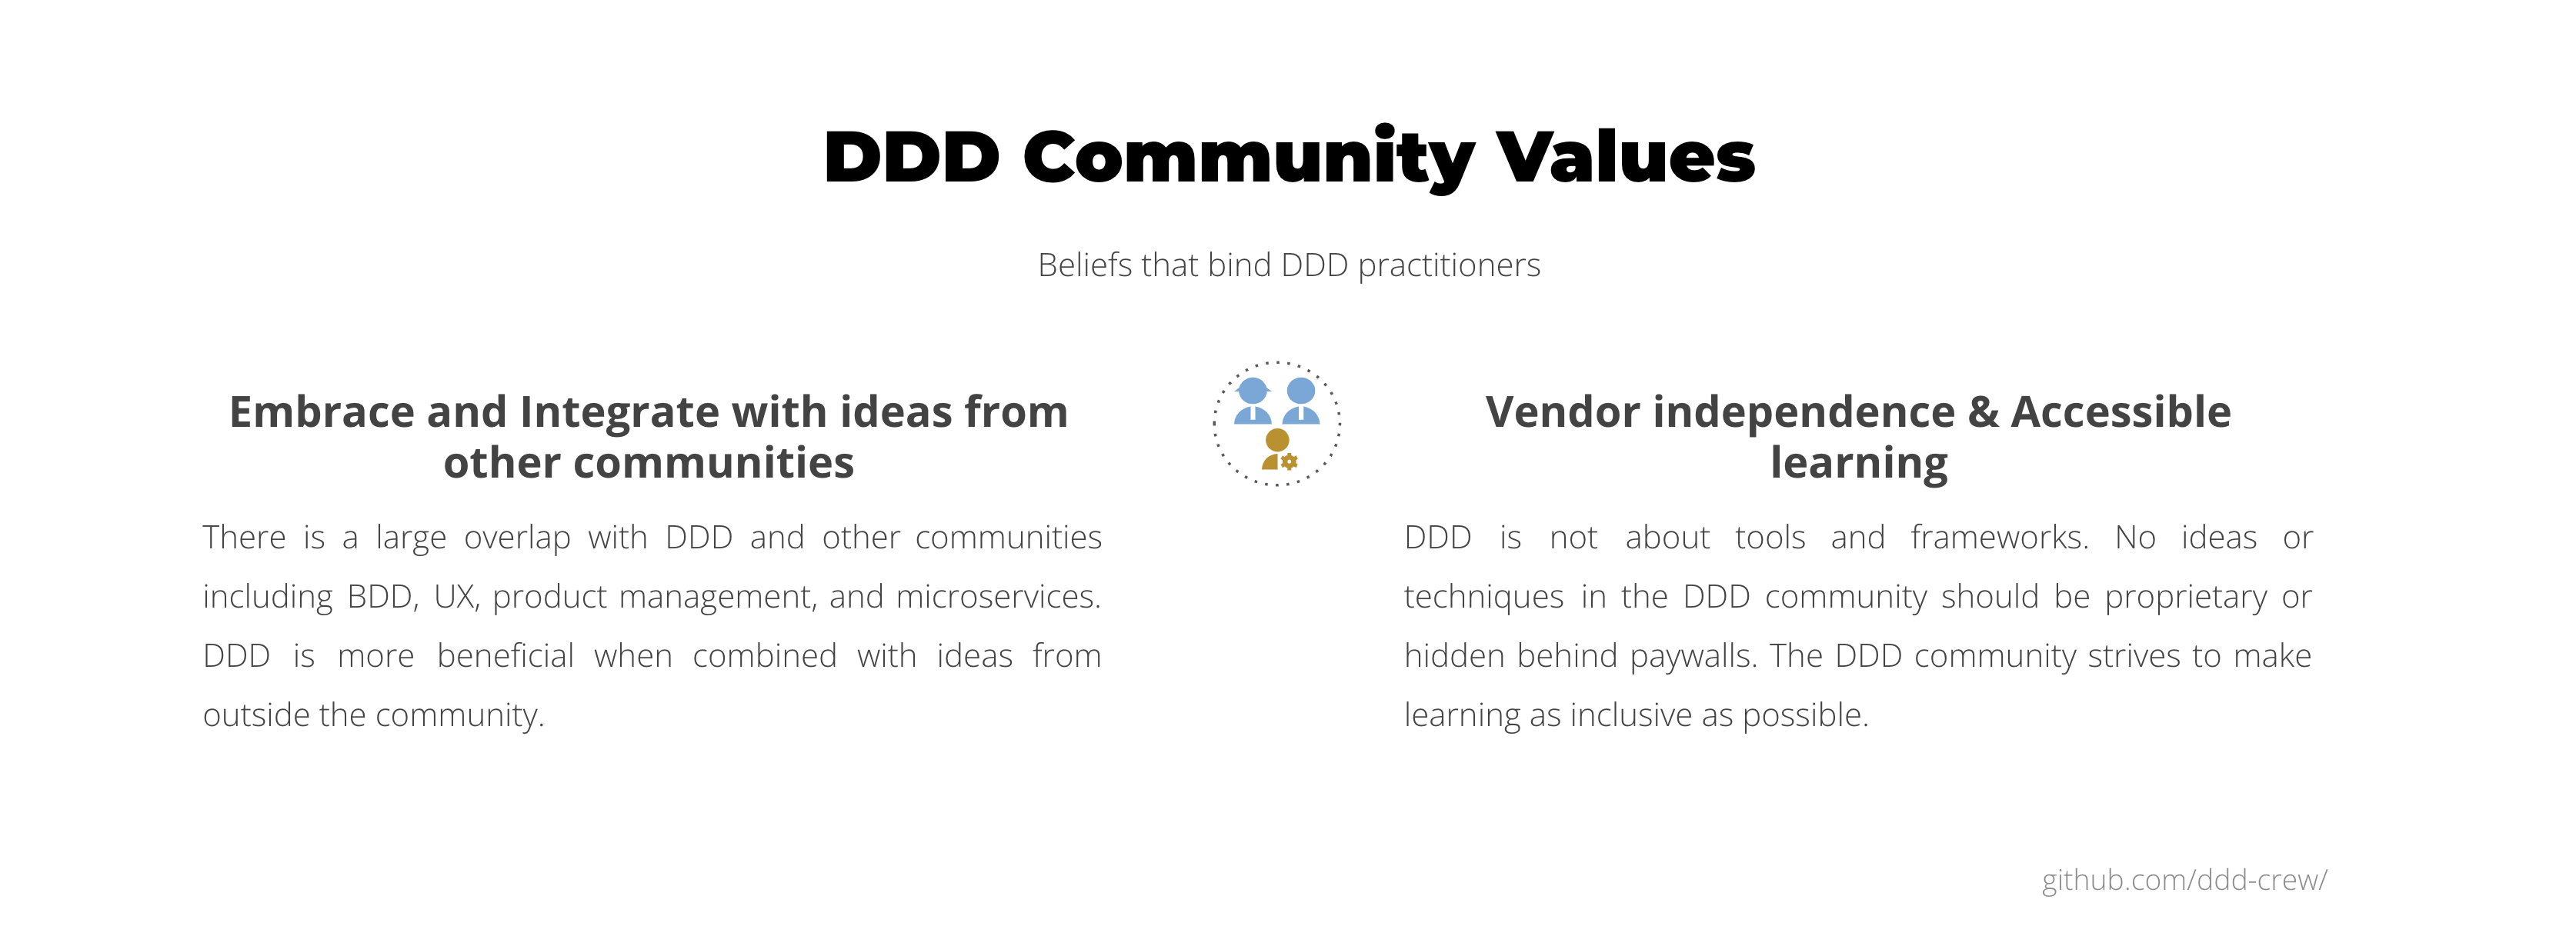 DDD Community Values
Beliefs that bind DDD practitioners
Embrace and Integrate with ideas from
other communities
There is a large overlap with DDD and other communities
including BDD, UX, product management, and microservices.
DDD is more beneficial when combined with ideas from
outside the community.
Vendor independence & Accessible
learning
DDD is not about tools and frameworks. No ideas or
techniques in the DDD community should be proprietary or
hidden behind paywalls. The DDD community strives to make
learning as inclusive as possible.
github.com/ddd-crew/